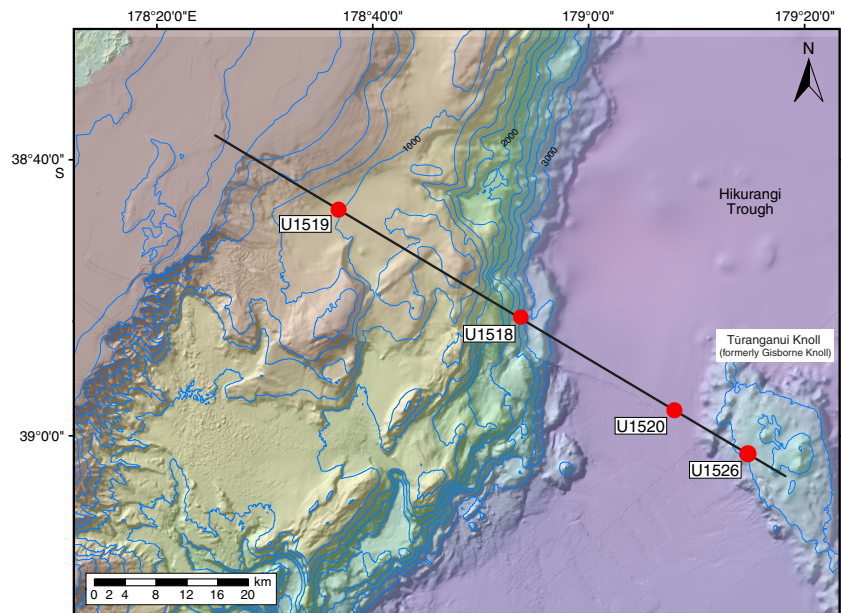 178°20'0"E
178°40'0"
179°0'0"
179°20'0"
N
38°40'0"
S
1000
2000
3000
Hikurangi
Trough
U1519
U1518
Tūranganui Knoll
(formerly Gisborne Knoll)
U1520
39°0'0"
U1526
km
0 2 4 8 12 16 20